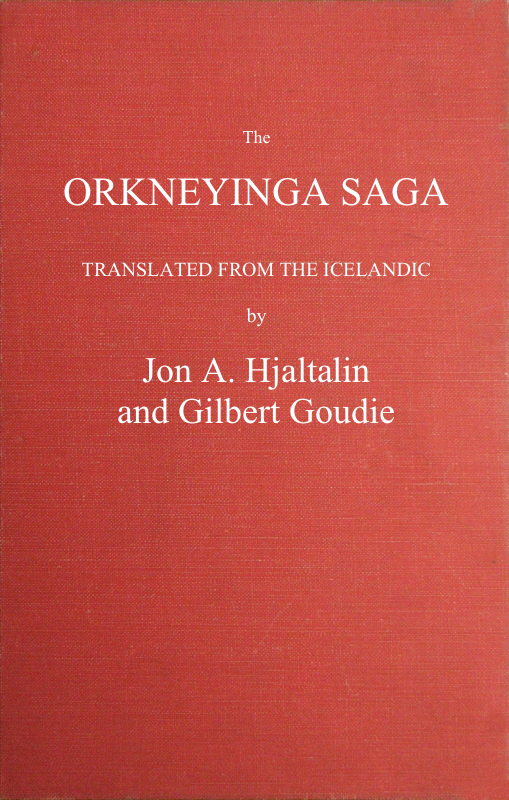 The
ORKNEYINGA SAGA
TRANSLATED FROM THE ICELANDIC
by
Jon A. Hjaltalin
and Gilbert Goudie